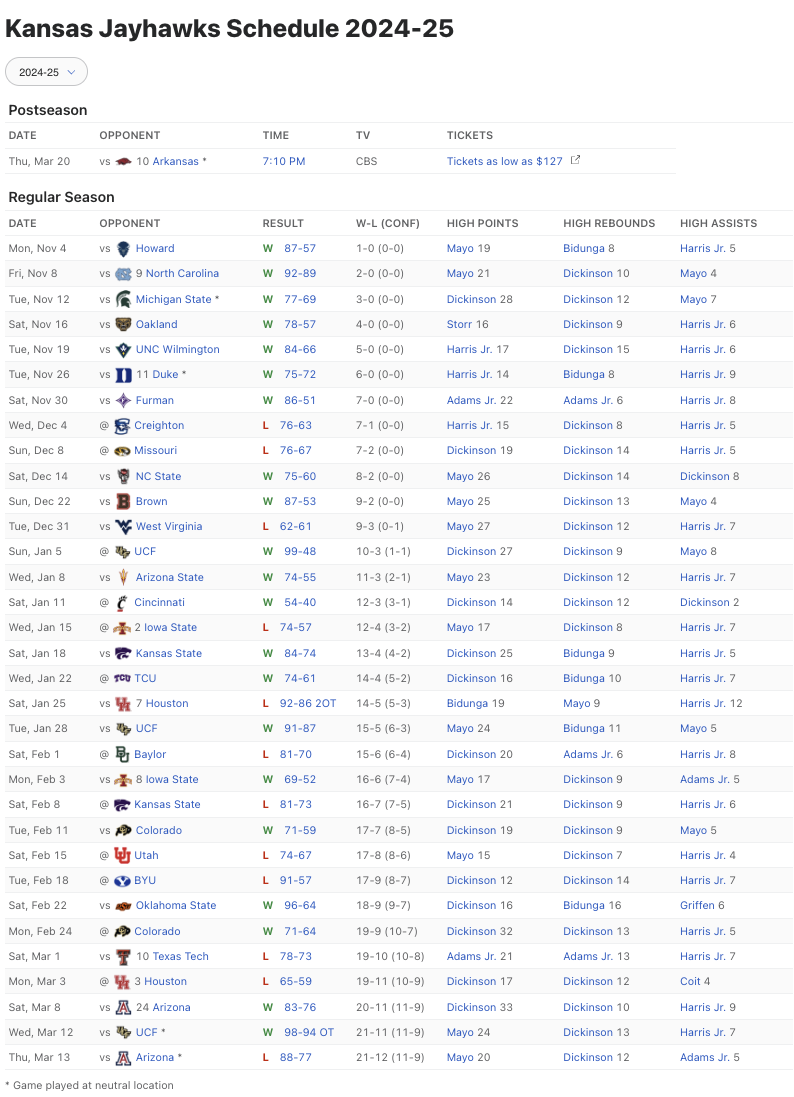 Kansas Jayhawks Schedule 2024-25
2024-25
Postseason
DATE OPPONENT TIME TV TICKETS
Thu, Mar 20 vs 10 Arkansas * 7:10 PM CBS Tickets as low as $127
Regular Season
DATE OPPONENT RESULT W-L (CONF) HIGH POINTS HIGH REBOUNDS HIGH ASSISTS
Mon, Nov 4 vs Howard W 87-57 1-0 (0-0) Mayo 19 Bidunga 8 Harris Jr. 5
Fri, Nov 8 vs 9 North Carolina W 92-89 2-0 (0-0) Mayo 21 Dickinson 10 Mayo 4
Tue, Nov 12 vs Michigan State * W 77-69 3-0 (0-0) Dickinson 28 Dickinson 12 Mayo 7
Sat, Nov 16 vs Oakland W 78-57 4-0 (0-0) Storr 16 Dickinson 9 Harris Jr. 6
Tue, Nov 19 vs UNC Wilmington W 84-66 5-0 (0-0) Harris Jr. 17 Dickinson 15 Harris Jr. 6
Tue, Nov 26 vs 11 Duke * W 75-72 6-0 (0-0) Harris Jr. 14 Bidunga 8 Harris Jr. 9
Sat, Nov 30 vs Furman W 86-51 7-0 (0-0) Adams Jr. 22 Adams Jr. 6 Harris Jr. 8
Wed, Dec 4 @ Creighton L 76-63 7-1 (0-0) Harris Jr. 15 Dickinson 8 Harris Jr. 5
Sun, Dec 8 @ Missouri L 76-67 7-2 (0-0) Dickinson 19 Dickinson 14 Harris Jr. 5
Sat, Dec 14 vs NC State W 75-60 8-2 (0-0) Mayo 26 Dickinson 14 Dickinson 8
Sun, Dec 22 vs Brown W 87-53 9-2 (0-0) Mayo 25 Dickinson 13 Mayo 4
Tue, Dec 31 vs West Virginia L 62-61 9-3 (0-1) Mayo 27 Dickinson 12 Harris Jr. 7
Sun, Jan 5 @ UCF W 99-48 10-3 (1-1) Dickinson 27 Dickinson 9 Mayo 8
Wed, Jan 8 vs Arizona State W 74-55 11-3 (2-1) Mayo 23 Dickinson 12 Harris Jr. 7
Sat, Jan 11 @ Cincinnati W 54-40 12-3 (3-1) Dickinson 14 Dickinson 12 Dickinson 2
Wed, Jan 15 @ 2 Iowa State L 74-57 12-4 (3-2) Mayo 17 Dickinson 8 Harris Jr. 7
Sat, Jan 18 vs Kansas State W 84-74 13-4 (4-2) Dickinson 25 Bidunga 9 Harris Jr. 5
Wed, Jan 22 @ TCU TCU W 74-61 14-4 (5-2) Dickinson 16 Bidunga 10 Harris Jr. 7
Sat, Jan 25 vs 7 Houston L 92-86 2OT 14-5 (5-3) Bidunga 19 Mayo 9 Harris Jr. 12
Tue, Jan 28 vs UCF W 91-87 15-5 (6-3) Mayo 24 Bidunga 11 Mayo 5
Sat, Feb 1 @ Baylor L 81-70 15-6 (6-4) Dickinson 20 Adams Jr. 6 Harris Jr. 8
Mon, Feb 3 vs 8 Iowa State W 69-52 16-6 (7-4) Mayo 17 Dickinson 9 Adams Jr. 5
Sat, Feb 8 @ Kansas State L 81-73 16-7 (7-5) Dickinson 21 Dickinson 9 Harris Jr. 6
Tue, Feb 11 vs Colorado W 71-59 17-7 (8-5) Dickinson 19 Dickinson 9 Mayo 5
Sat, Feb 15 @ Utah L 74-67 17-8 (8-6) Mayo 15 Dickinson 7 Harris Jr. 4
Tue, Feb 18 @ BYU L 91-57 17-9 (8-7) Dickinson 12 Dickinson 14 Harris Jr. 7
Sat, Feb 22 vs Oklahoma State W 96-64 18-9 (9-7) Dickinson 16 Bidunga 16 Griffen 6
Mon, Feb 24 @ Colorado W 71-64 19-9 (10-7) Dickinson 32 Dickinson 13 Harris Jr. 5
Sat, Mar 1 vs 10 Texas Tech L 78-73 19-10 (10-8) Adams Jr. 21 Adams Jr. 13 Harris Jr. 7
Mon, Mar 3 @ 3 Houston L 65-59 19-11 (10-9) Dickinson 17 Dickinson 12 Coit 4
Sat, Mar 8 vs 24 Arizona W 83-76 20-11 (11-9) Dickinson 33 Dickinson 10 Harris Jr. 9
Wed, Mar 12 vs UCF * W 98-94 OT 21-11 (11-9) Mayo 24 Dickinson 13 Harris Jr. 7
Thu, Mar 13 vs Arizona * L 88-77 21-12 (11-9) Mayo 20 Dickinson 12 Adams Jr. 5
* Game played at neutral location